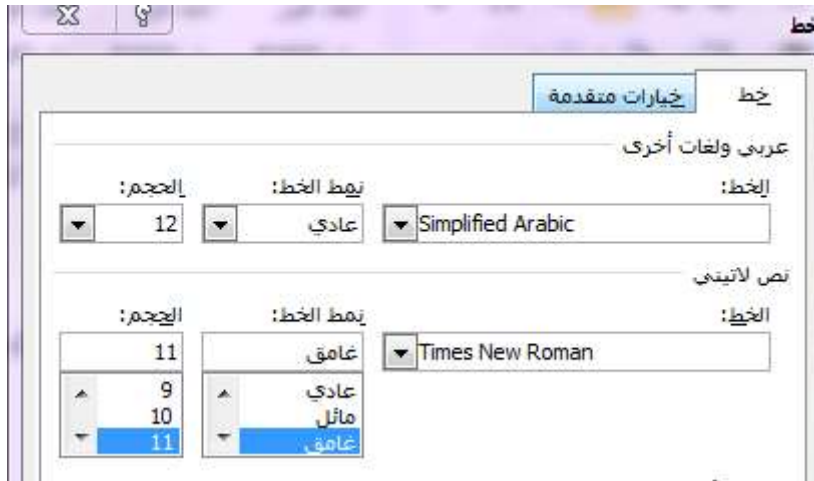 خط
خط خيارات متقدمة
عربي ولغات أخرى
الخط: نمط الخط: الحجم:
Simplified Arabic عادي 12
نص لاتيني
الخط: نمط الخط: الحجم:
Times New Roman غامق 11
عادي 9
مائل 10
غامق 11